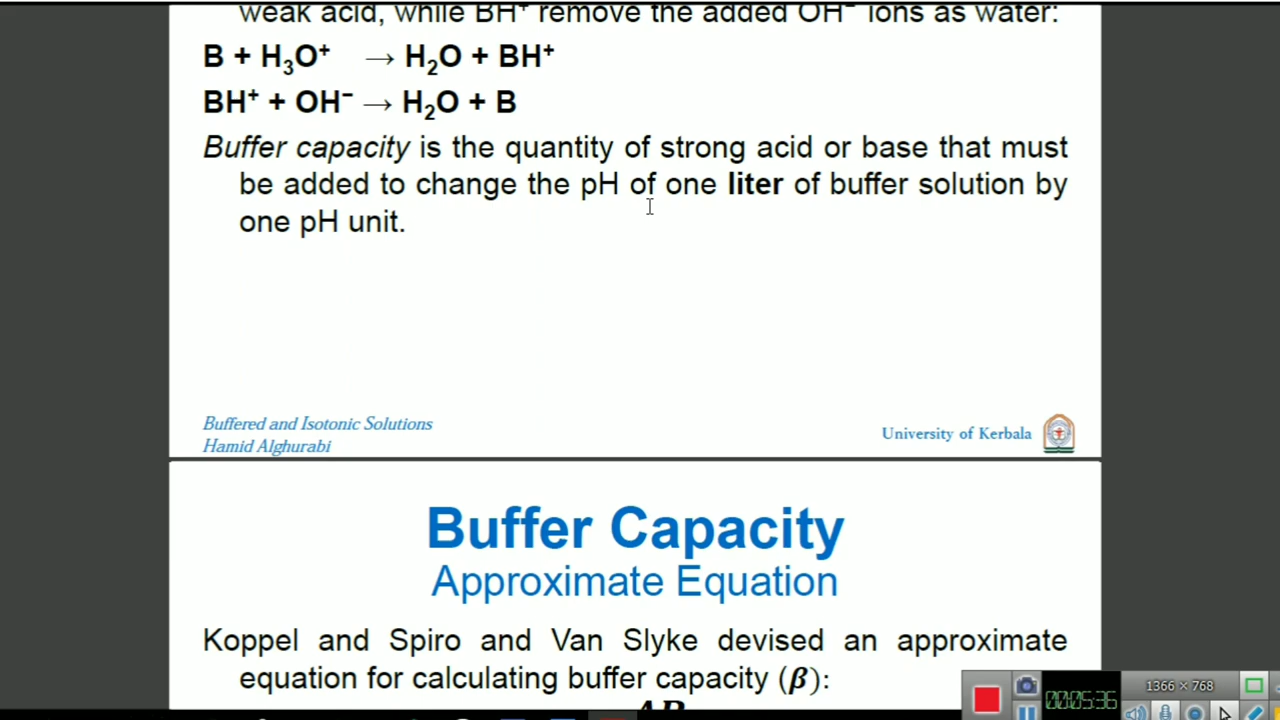 weak acid, while BH⁺ remove the added OH⁻ ions as water:
B + H₃O⁺ → H₂O + BH⁺
BH⁺ + OH⁻ → H₂O + B
Buffer capacity is the quantity of strong acid or base that must
be added to change the pH of one liter of buffer solution by
one pH unit.
Buffered and Isotonic Solutions
Hamid Alghurabi
University of Kerbala
Buffer Capacity
Approximate Equation
Koppel and Spiro and Van Slyke devised an approximate
equation for calculating buffer capacity (β):
00:05:36
1366 × 768